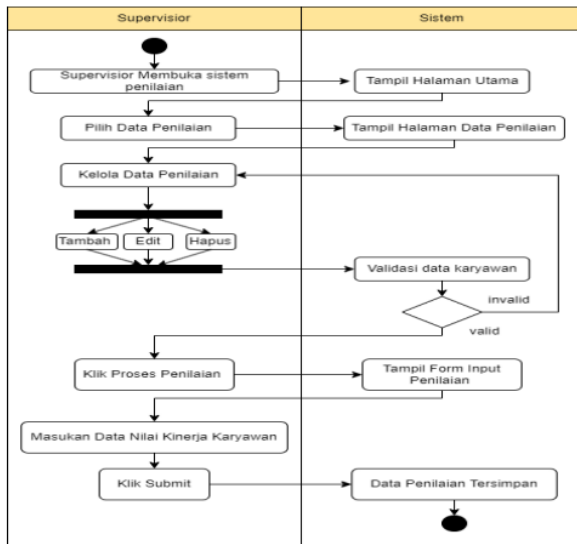 Supervisior
Sistem
Supervisior Membuka sistem
penilaian
Tampil Halaman Utama
Pilih Data Penilaian
Tampil Halaman Data Penilaian
Kelola Data Penilaian
Tambah
Edit
Hapus
Validasi data karyawan
invalid
valid
Klik Proses Penilaian
Tampil Form Input
Penilaian
Masukan Data Nilai Kinerja Karyawan
Klik Submit
Data Penilaian Tersimpan